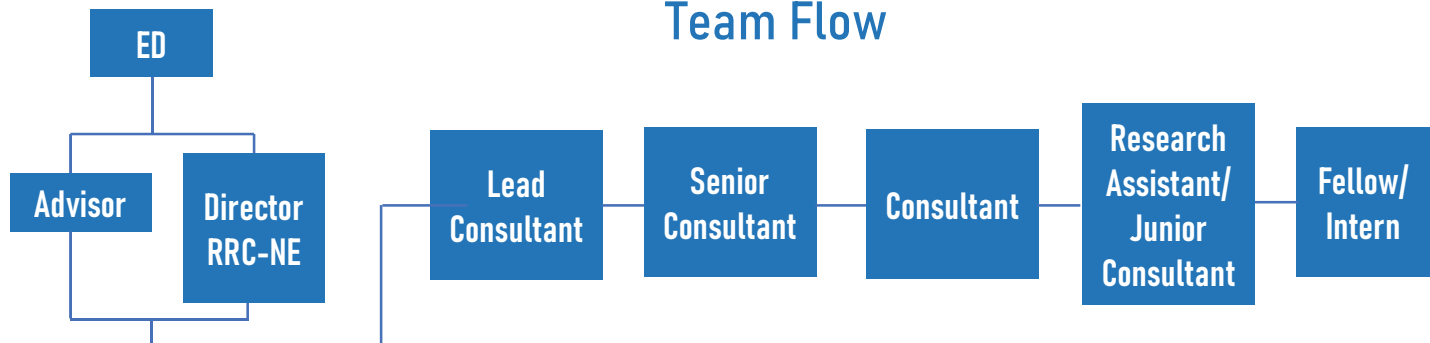 Team Flow
ED
Advisor
Director
RRC-NE
Lead
Consultant
Senior
Consultant
Consultant
Research
Assistant/
Junior
Consultant
Fellow/
Intern